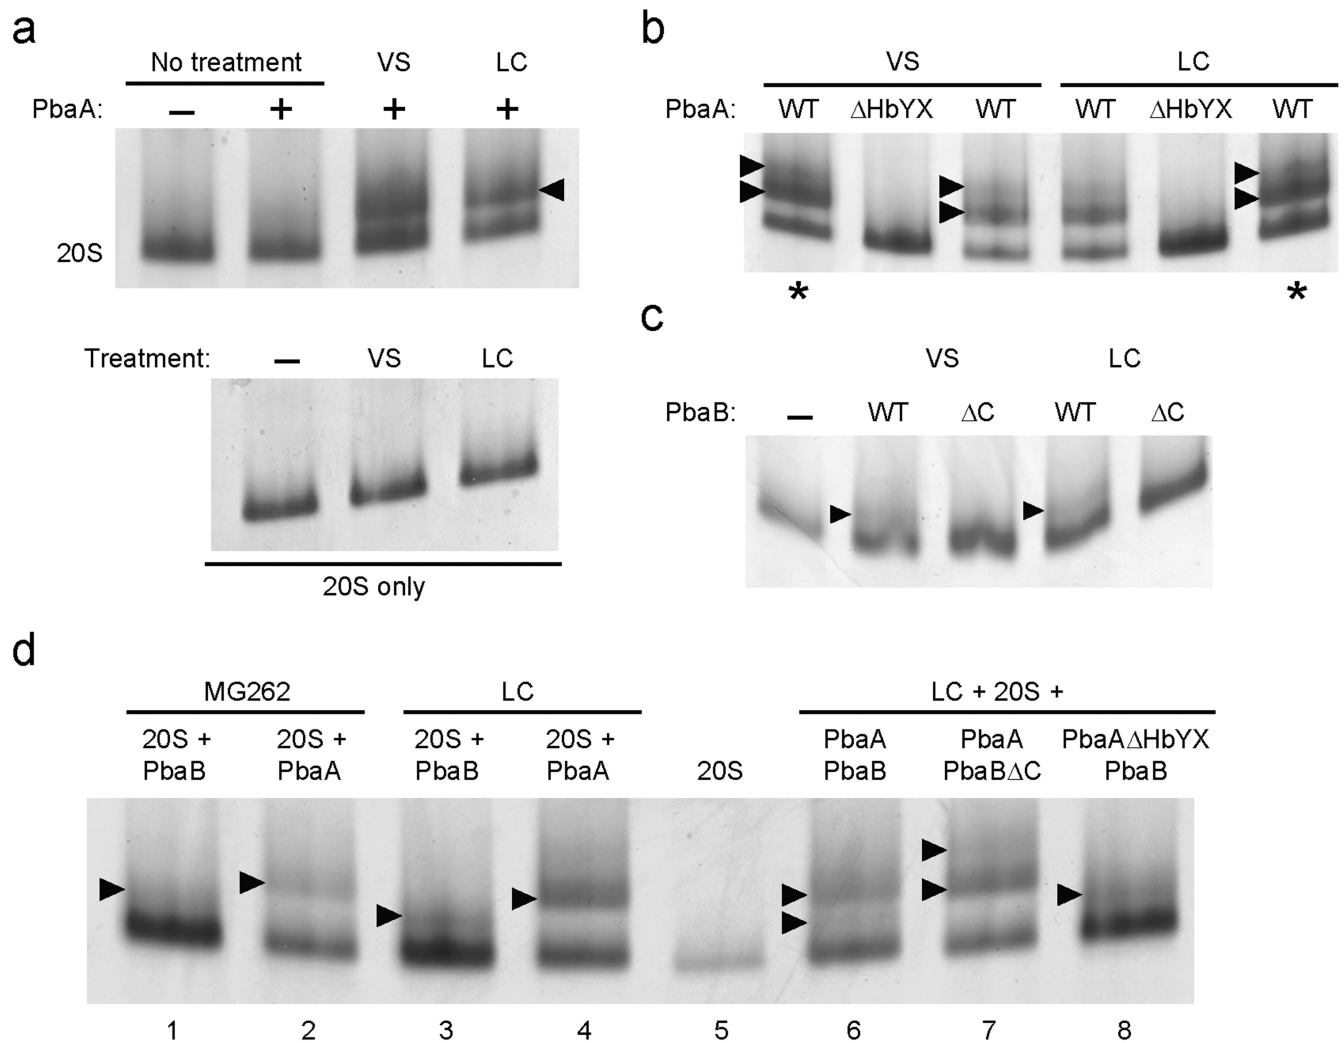 a
No treatment VS LC
PbaA: – + + +
20S
Treatment: – VS LC
20S only
b
VS LC
PbaA: WT ΔHbYX WT WT ΔHbYX WT
* *
c
VS LC
PbaB: – WT ΔC WT ΔC
d
MG262 LC LC + 20S +
20S + 20S + 20S + 20S + PbaA PbaA PbaAΔHbYX
PbaB PbaA PbaB PbaA 20S PbaB PbaBΔC PbaB
1 2 3 4 5 6 7 8